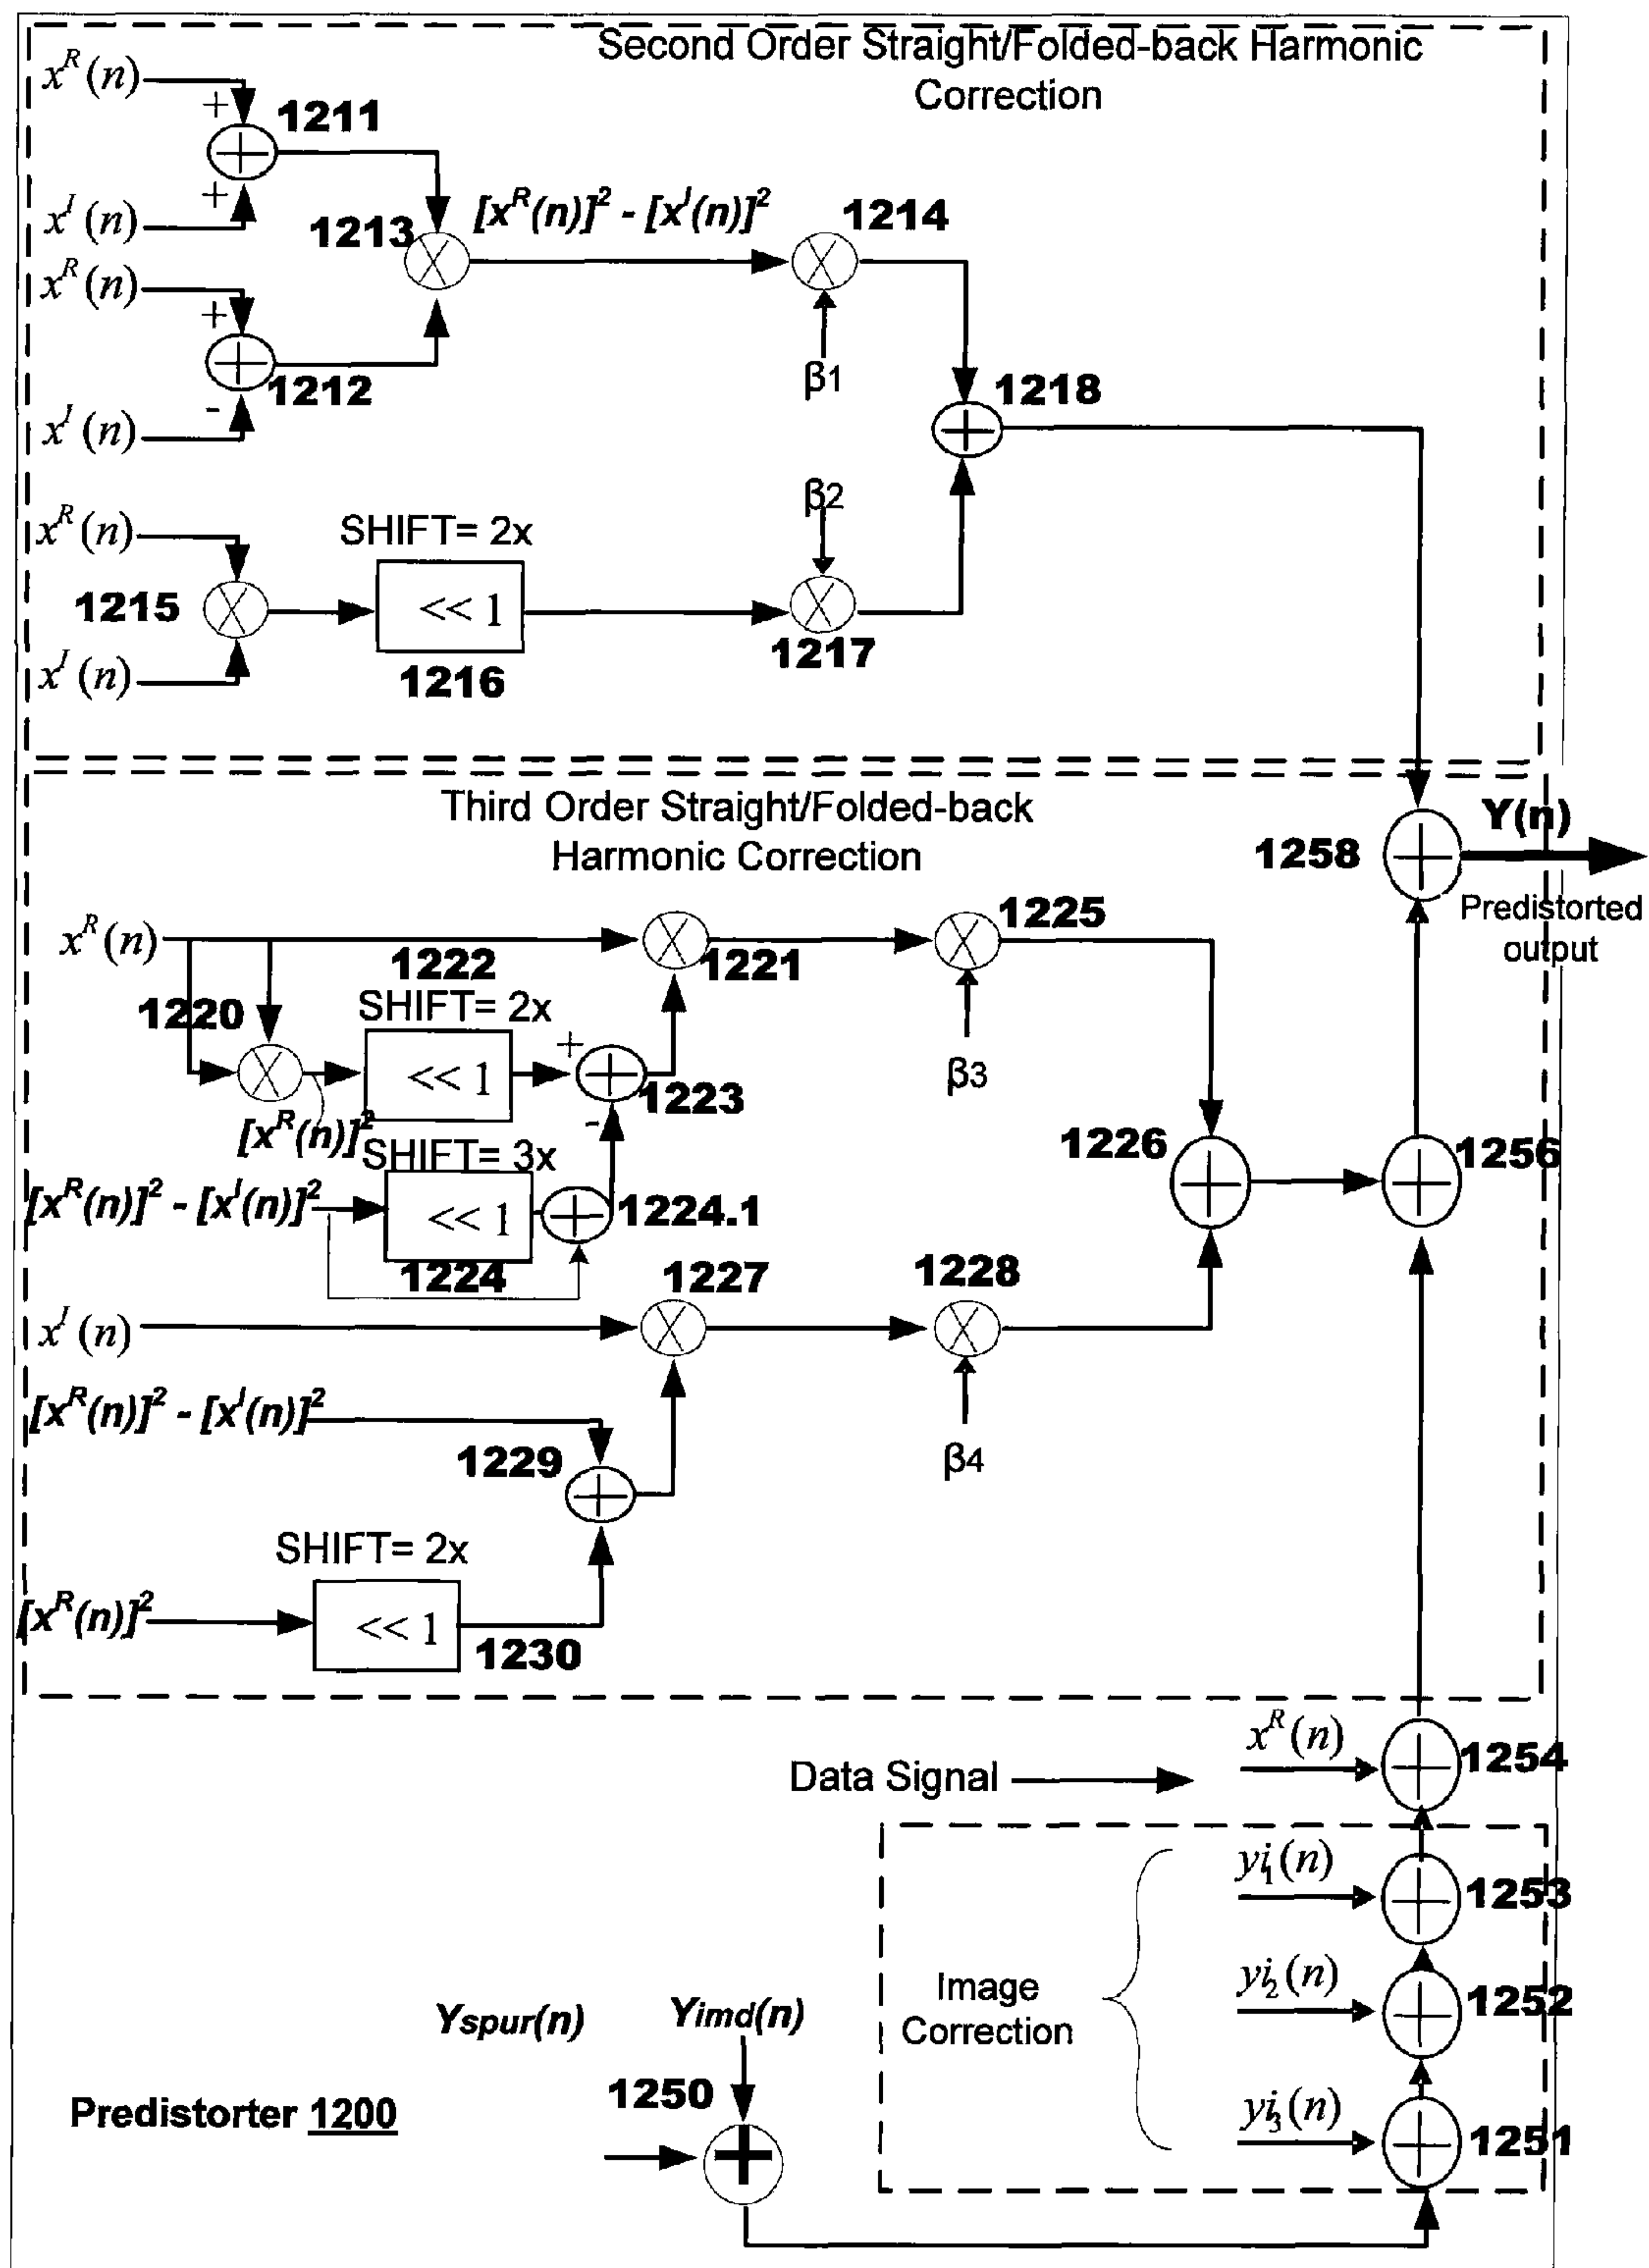 Second Order Straight/Folded-back Harmonic
Correction
x^R(n)
+
1211
+
x^I(n)
1213
[x^R(n)]^2 - [x^I(n)]^2
1214
x^R(n)
+
β1
1212
-
x^I(n)
1218
β2
x^R(n)
SHIFT= 2x
1215
<< 1
1217
x^I(n)
1216
Third Order Straight/Folded-back
Harmonic Correction
Y(n)
1258
Predistorted
output
x^R(n)
1222
1221
1225
1220
SHIFT= 2x
+
<< 1
1223
β3
[x^R(n)]^2
-
SHIFT= 3x
1226
1256
[x^R(n)]^2 - [x^I(n)]^2
<< 1
1224.1
1224
1227
1228
x^I(n)
[x^R(n)]^2 - [x^I(n)]^2
1229
β4
SHIFT= 2x
[x^R(n)]^2
<< 1
1230
x^R(n)
1254
Data Signal
yi_1(n)
1253
Image
Correction
yi_2(n)
1252
Yspur(n)
Yimd(n)
1250
yi_3(n)
1251
Predistorter 1200